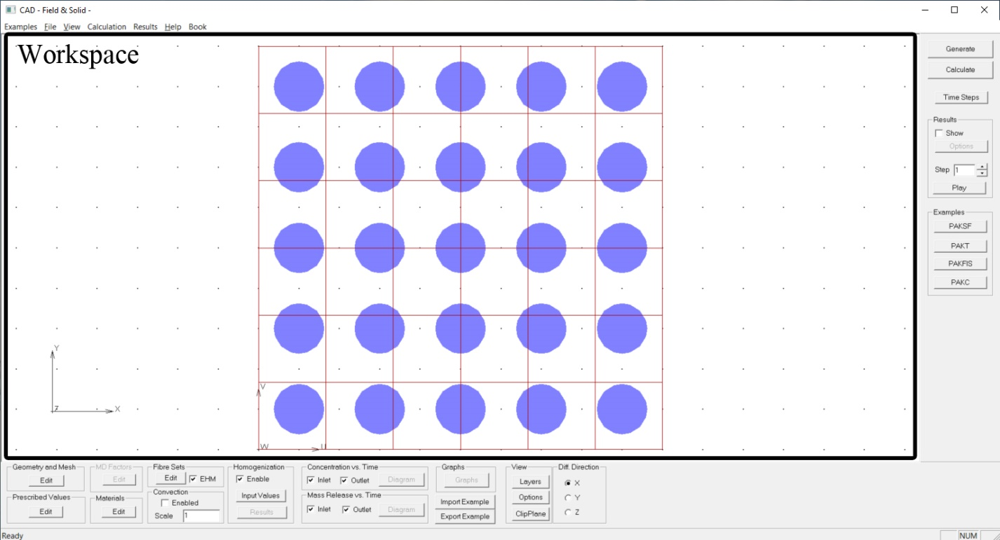 CAD - Field & Solid -
Examples File View Calculation Results Help Book
Workspace
Y
Z
X
V
W
U
Generate
Calculate
Time Steps
Results
Show
Options
Step 1
Play
Examples
PAKSF
PAKT
PAKFIS
PAKC
Geometry and Mesh
Edit
Prescribed Values
Edit
MD Factors
Edit
Materials
Edit
Fibre Sets
Edit EHM
Convection
Enabled
Scale 1
Homogenization
Enable
Input Values
Results
Concentration vs. Time
Inlet Outlet Diagram
Mass Release vs. Time
Inlet Outlet Diagram
Graphs
Graphs
Import Example
Export Example
View
Layers
Options
ClipPlane
Diff. Direction
X
Y
Z
Ready
NUM